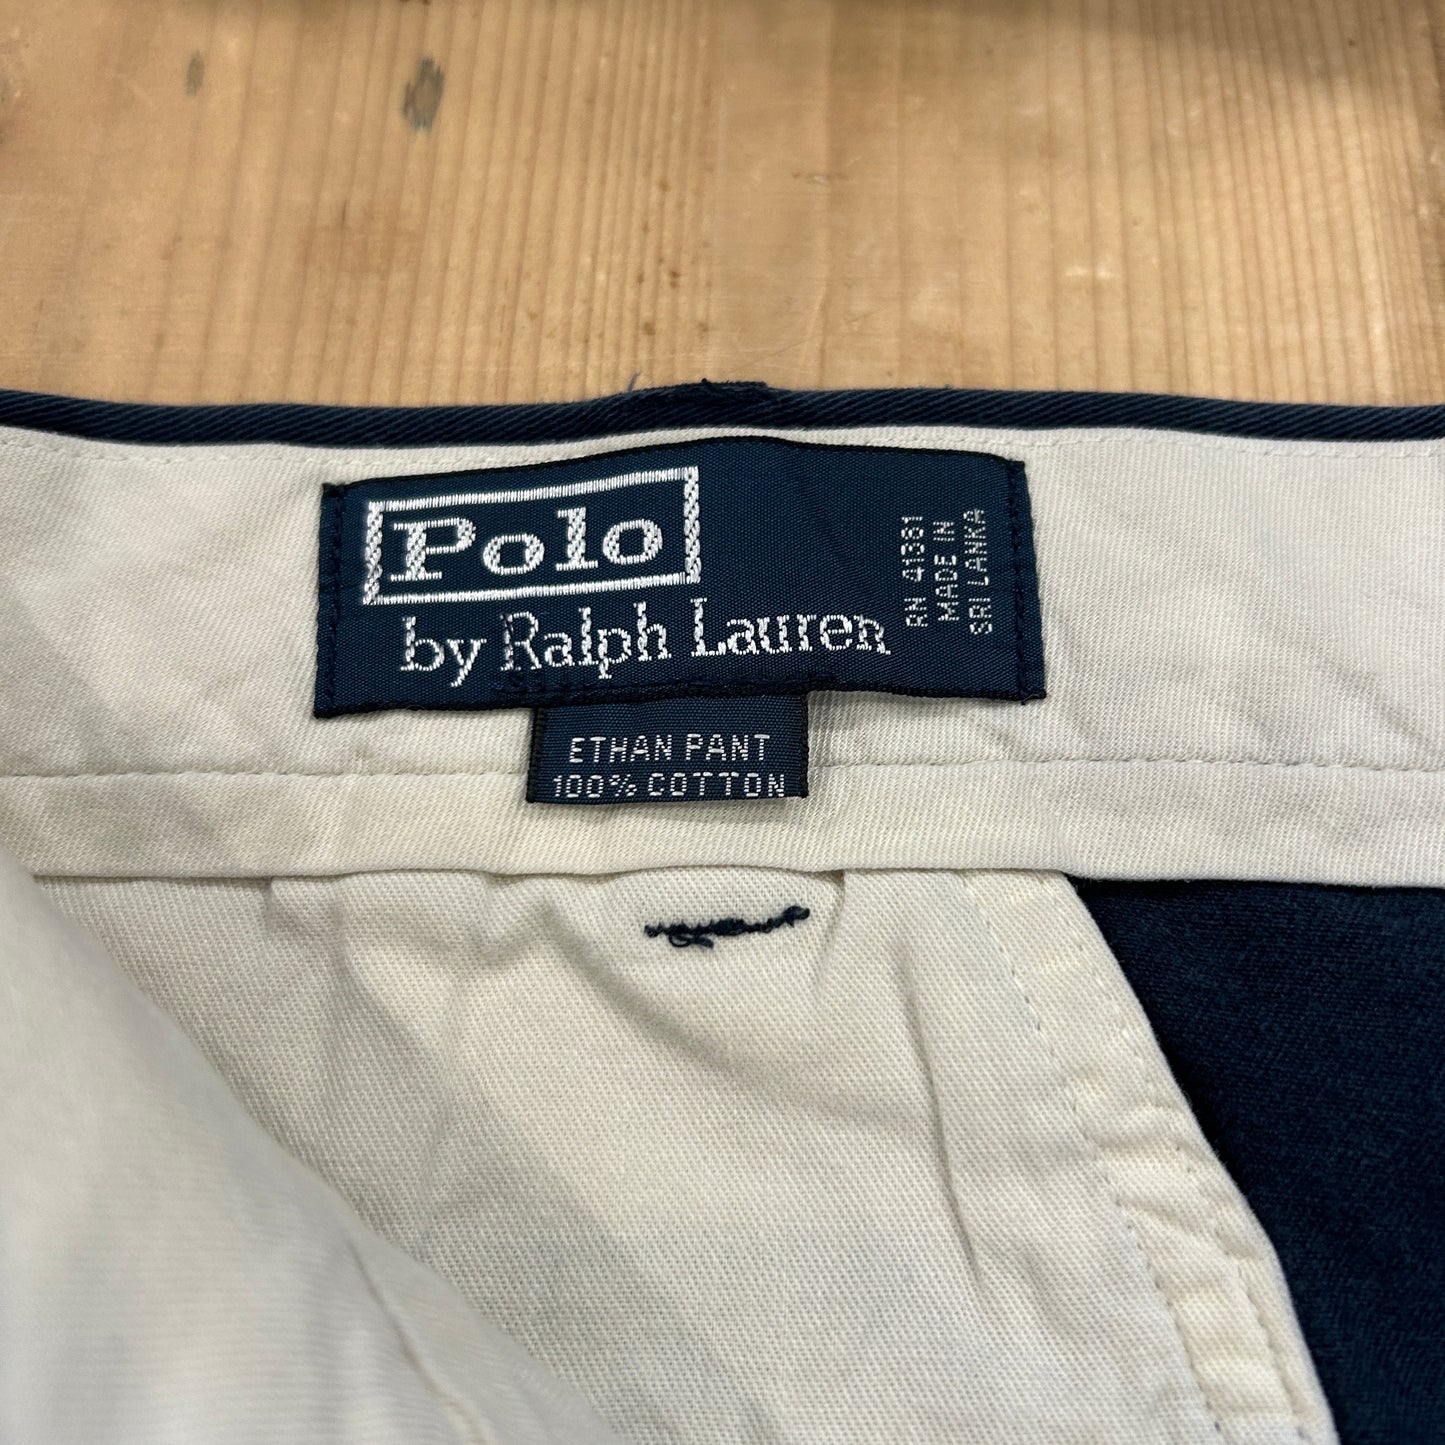 Polo
by Ralph Lauren
RN 41381
MADE IN
SRI LANKA
ETHAN PANT
100% COTTON